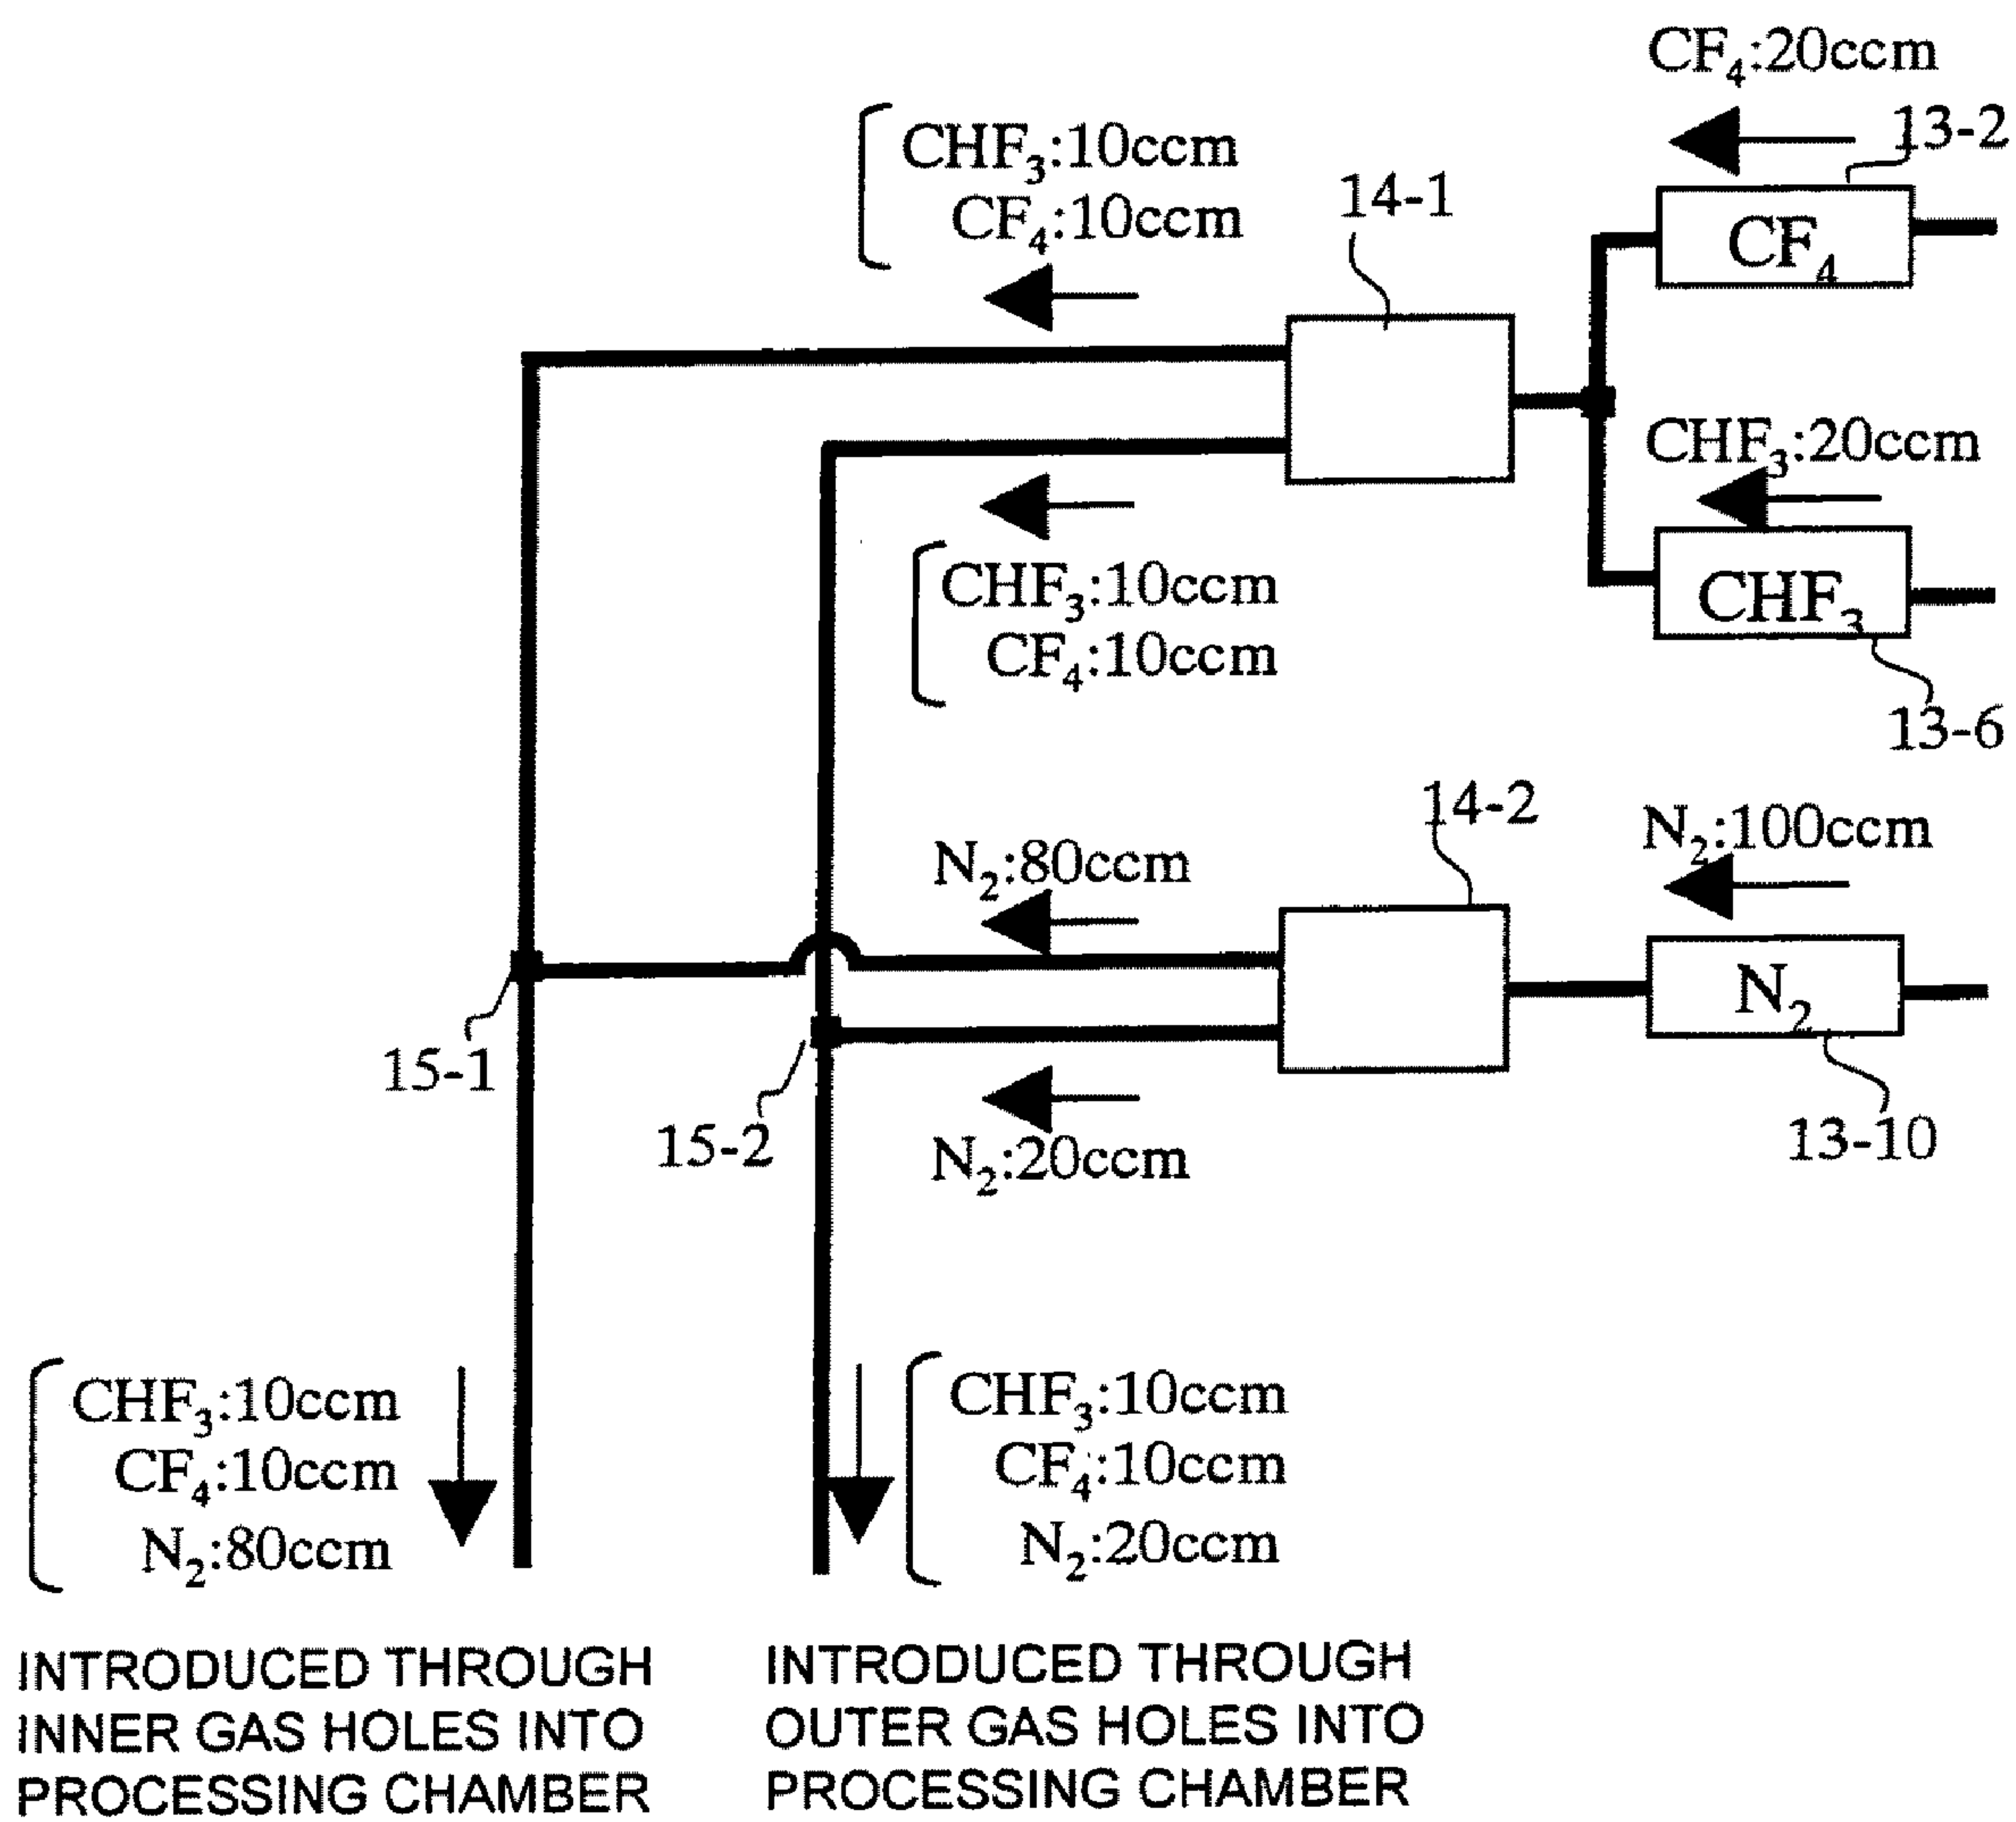 CF₄:20ccm
13-2
CHF₃:10ccm
CF₄:10ccm
14-1
CF₄
CHF₃:20ccm
CHF₃:10ccm
CF₄:10ccm
CHF₃
13-6
14-2
N₂:100ccm
N₂:80ccm
N₂
15-1
15-2
N₂:20ccm
13-10
CHF₃:10ccm
CF₄:10ccm
N₂:80ccm
CHF₃:10ccm
CF₄:10ccm
N₂:20ccm
INTRODUCED THROUGH
INNER GAS HOLES INTO
PROCESSING CHAMBER
INTRODUCED THROUGH
OUTER GAS HOLES INTO
PROCESSING CHAMBER